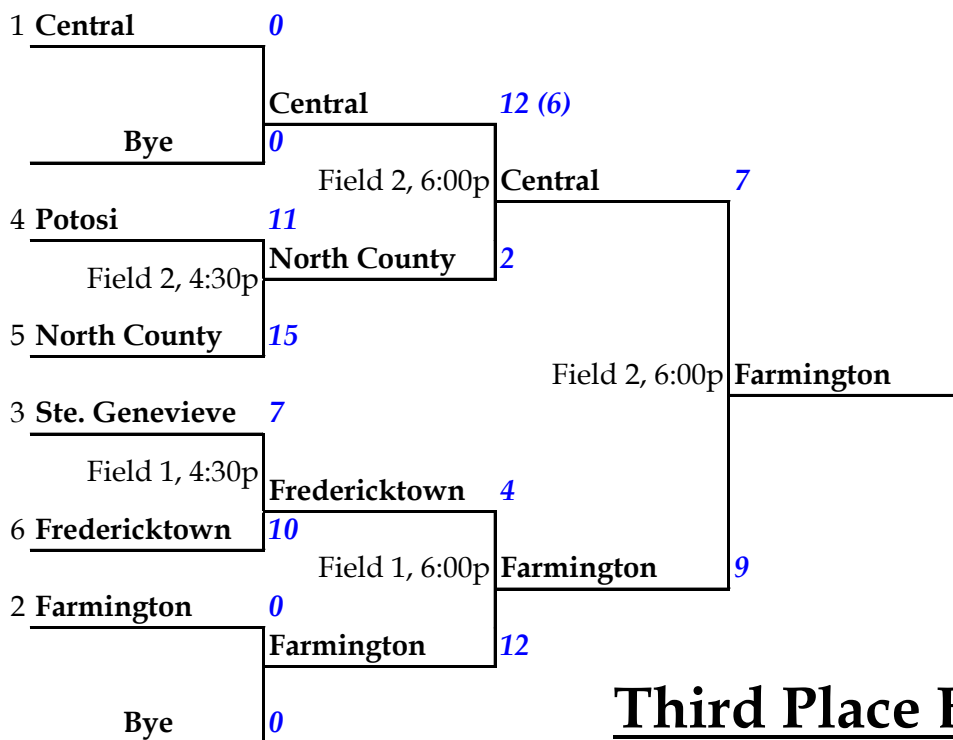 1 Central 0
Central 12 (6)
Bye 0
Field 2, 6:00p Central 7
4 Potosi 11
North County 2
Field 2, 4:30p
5 North County 15
Field 2, 6:00p Farmington
3 Ste. Genevieve 7
Field 1, 4:30p
Fredericktown 4
6 Fredericktown 10
Field 1, 6:00p Farmington 9
2 Farmington 0
Farmington 12
Third Place
Bye 0